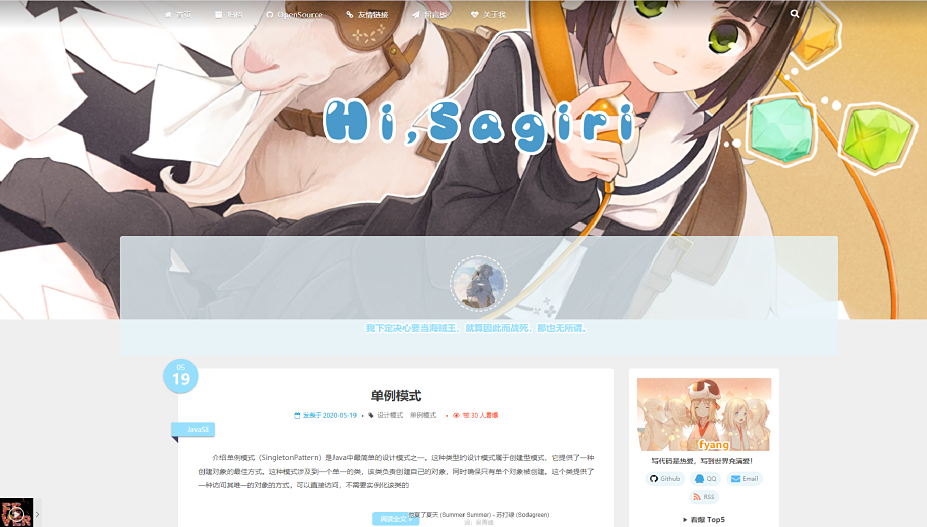 首页 归档 OpenSource 友情链接 留言板 关于我
Hi,Sagiri
我下定决心要当海贼王，就算因此而战死，那也无所谓。
05
19
单例模式
发表于 2020-05-19 • 设计模式 单例模式 • 被 30 人看爆
JavaSE
介绍单例模式（SingletonPattern）是Java中最简单的设计模式之一。这种类型的设计模式属于创建型模式，它提供了一种
创建对象的最佳方式。这种模式涉及到一个单一的类，该类负责创建自己的对象，同时确保只有单个对象被创建。这个类提供了
一种访问其唯一的对象的方式，可以直接访问，不需要实例化该类的
阅读全文 »
夏天 (Summer Summer) - 苏打绿 (Sodagreen)
fyang
写代码是热爱，写到世界充满爱！
Github QQ Email
RSS
看爆 Top5